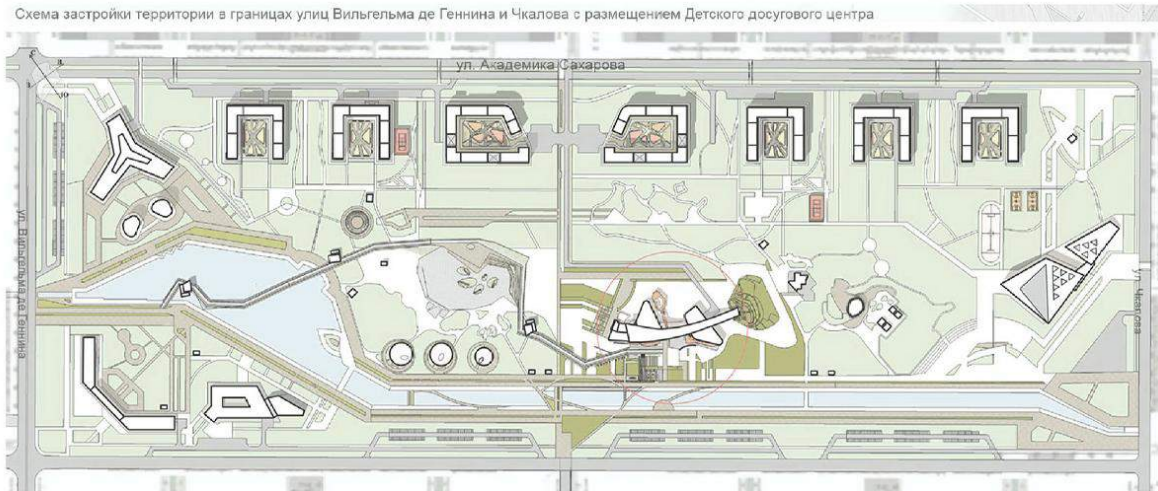 Схема застройки территории в границах улиц Вильгельма де Геннина и Чкалова с размещением Детского досугового центра
ул. Академика Сахарова
ул. Вильгельма де Геннина
ул. Чкалова